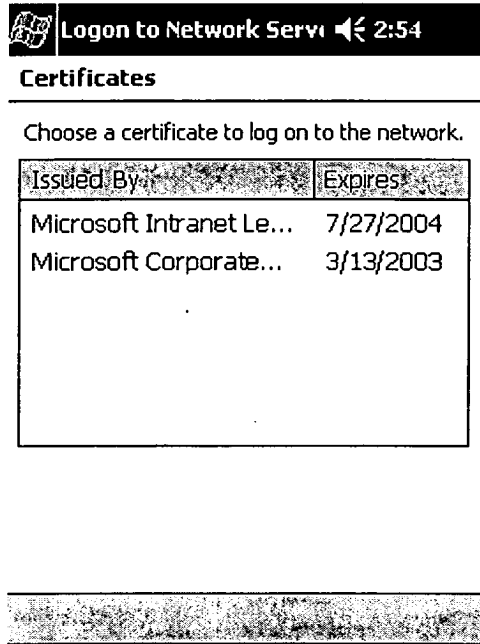 Logon to Network Serv 2:54
Certificates
Choose a certificate to log on to the network.
Issued By Expires
Microsoft Intranet Le... 7/27/2004
Microsoft Corporate... 3/13/2003